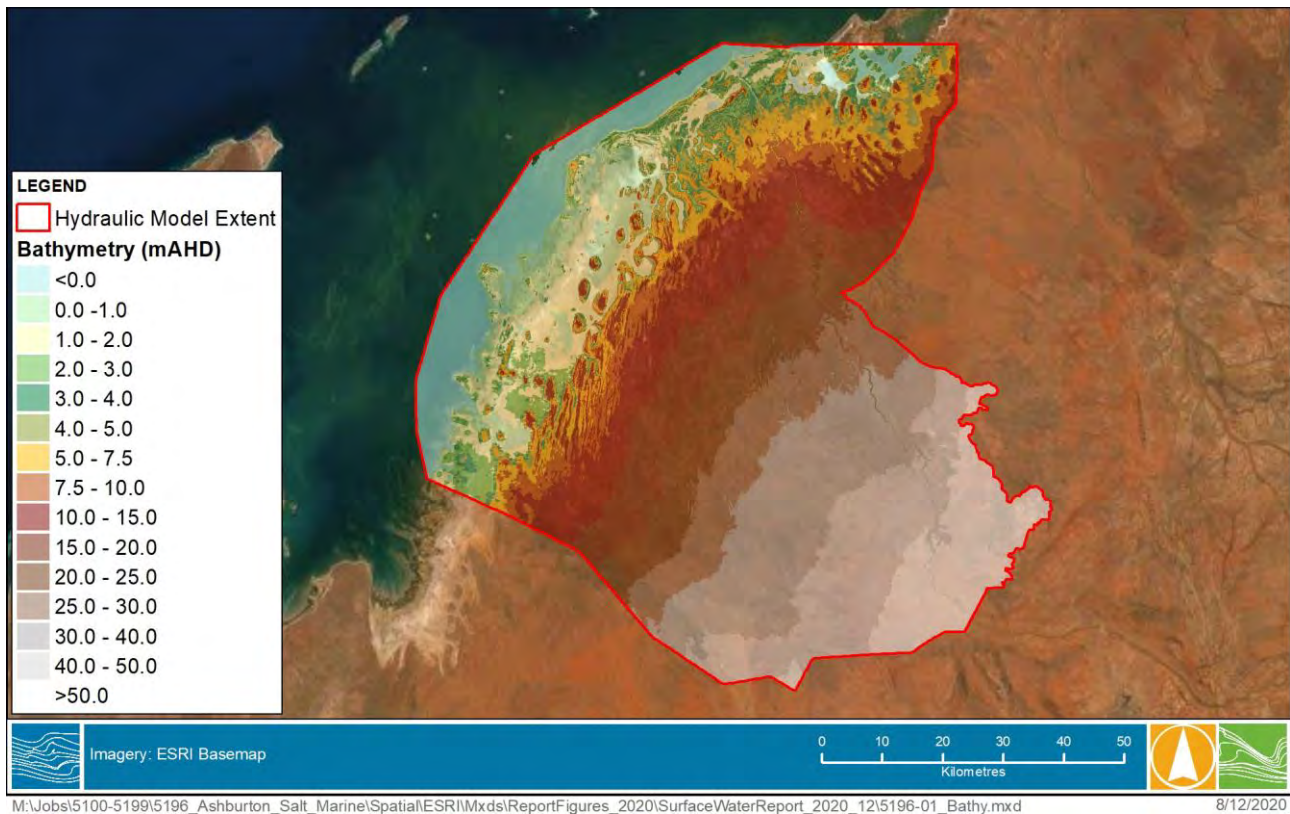 LEGEND
Hydraulic Model Extent
Bathymetry (mAHD)
<0.0
0.0 -1.0
1.0 - 2.0
2.0 - 3.0
3.0 - 4.0
4.0 - 5.0
5.0 - 7.5
7.5 - 10.0
10.0 - 15.0
15.0 - 20.0
20.0 - 25.0
25.0 - 30.0
30.0 - 40.0
40.0 - 50.0
>50.0
Imagery: ESRI Basemap
0 10 20 30 40 50
Kilometres
M:\Jobs\5100-5199\5196_Ashburton_Salt_Marine\Spatial\ESRI\Mxds\ReportFigures_2020\SurfaceWaterReport_2020_12\5196-01_Bathy.mxd 8/12/2020